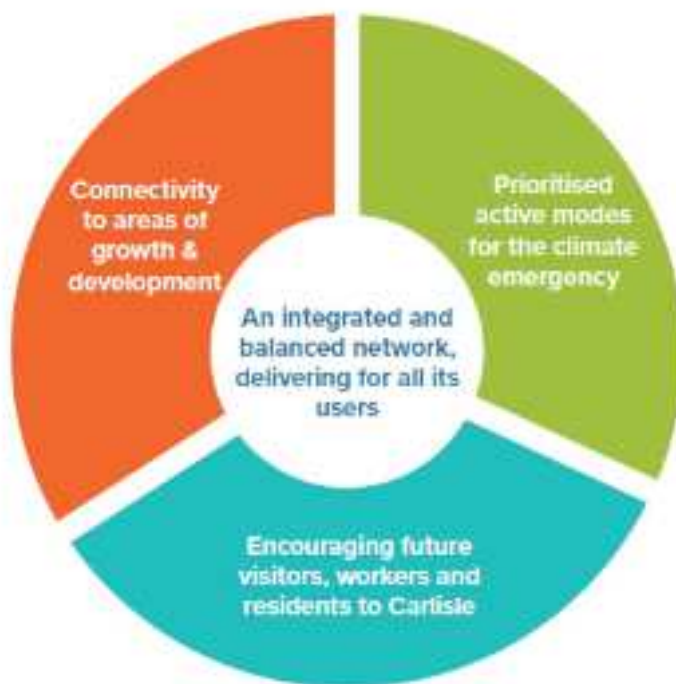 Connectivity
to areas of
growth &
development
Prioritised
active modes
for the climate
emergency
An integrated and
balanced network,
delivering for all its
users
Encouraging future
visitors, workers and
residents to Carlisle